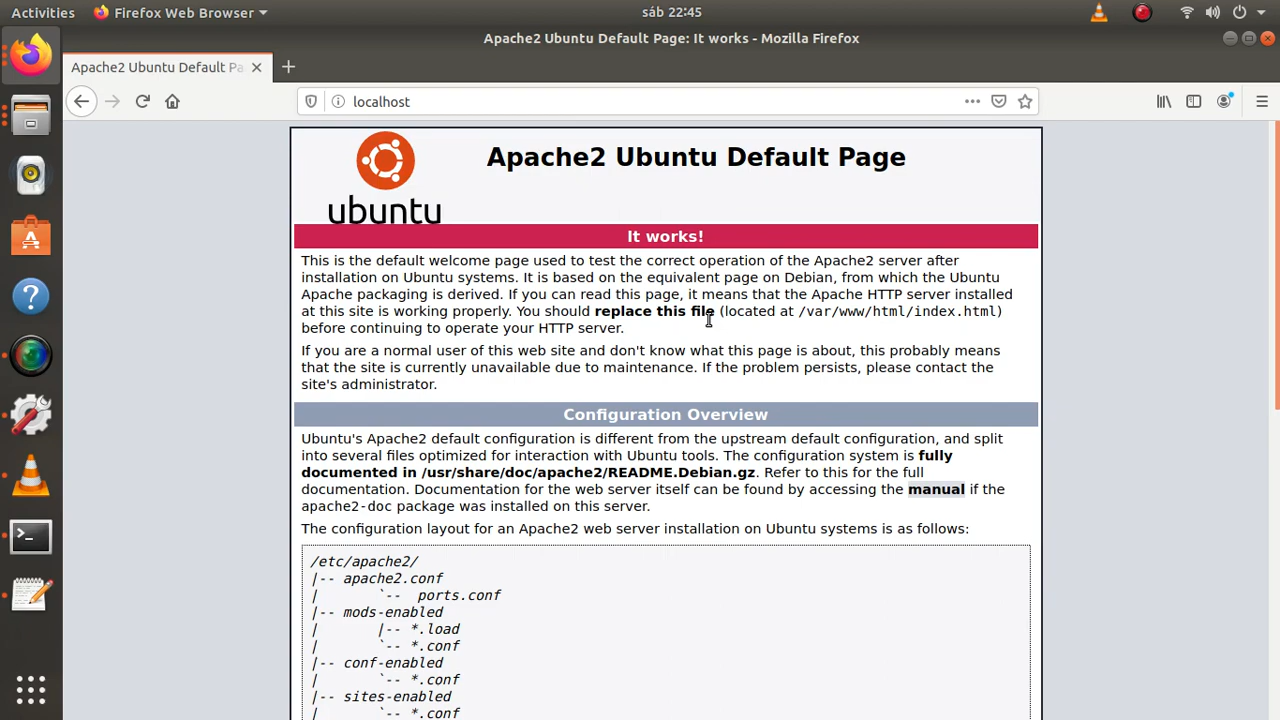 Activities Firefox Web Browser sáb 22:45
Apache2 Ubuntu Default Page: It works - Mozilla Firefox
Apache2 Ubuntu Default Pa
localhost
Apache2 Ubuntu Default Page
ubuntu
It works!
This is the default welcome page used to test the correct operation of the Apache2 server after
installation on Ubuntu systems. It is based on the equivalent page on Debian, from which the Ubuntu
Apache packaging is derived. If you can read this page, it means that the Apache HTTP server installed
at this site is working properly. You should replace this file (located at /var/www/html/index.html)
before continuing to operate your HTTP server.
If you are a normal user of this web site and don't know what this page is about, this probably means
that the site is currently unavailable due to maintenance. If the problem persists, please contact the
site's administrator.
Configuration Overview
Ubuntu's Apache2 default configuration is different from the upstream default configuration, and split
into several files optimized for interaction with Ubuntu tools. The configuration system is fully
documented in /usr/share/doc/apache2/README.Debian.gz. Refer to this for the full
documentation. Documentation for the web server itself can be found by accessing the manual if the
apache2-doc package was installed on this server.
The configuration layout for an Apache2 web server installation on Ubuntu systems is as follows:
/etc/apache2/
|-- apache2.conf
|       `--  ports.conf
|-- mods-enabled
|       |-- *.load
|       `-- *.conf
|-- conf-enabled
|       `-- *.conf
|-- sites-enabled
|       `-- *.conf